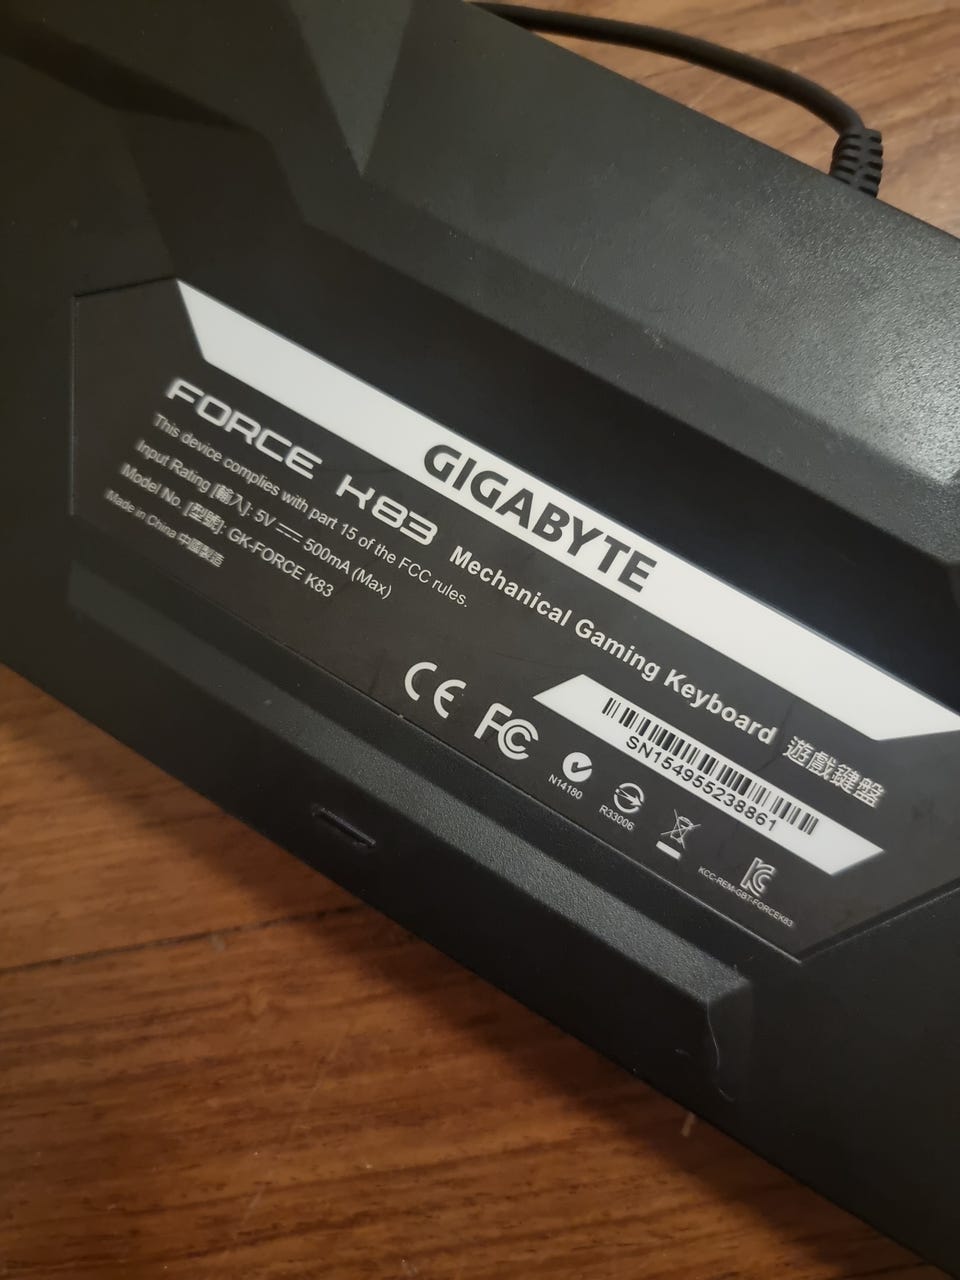 GIGABYTE
FORCE K83 Mechanical Gaming Keyboard 遊戲鍵盤
This device complies with part 15 of the FCC rules.
Input Rating [輸入]: 5V⎓500mA (Max)
Model No. [型號]: GK-FORCE K83
Made in China 中國製造
SN154955238861
CE
FC
N14180
R33006
KC
KCC-REM-GBT-FORCEK83